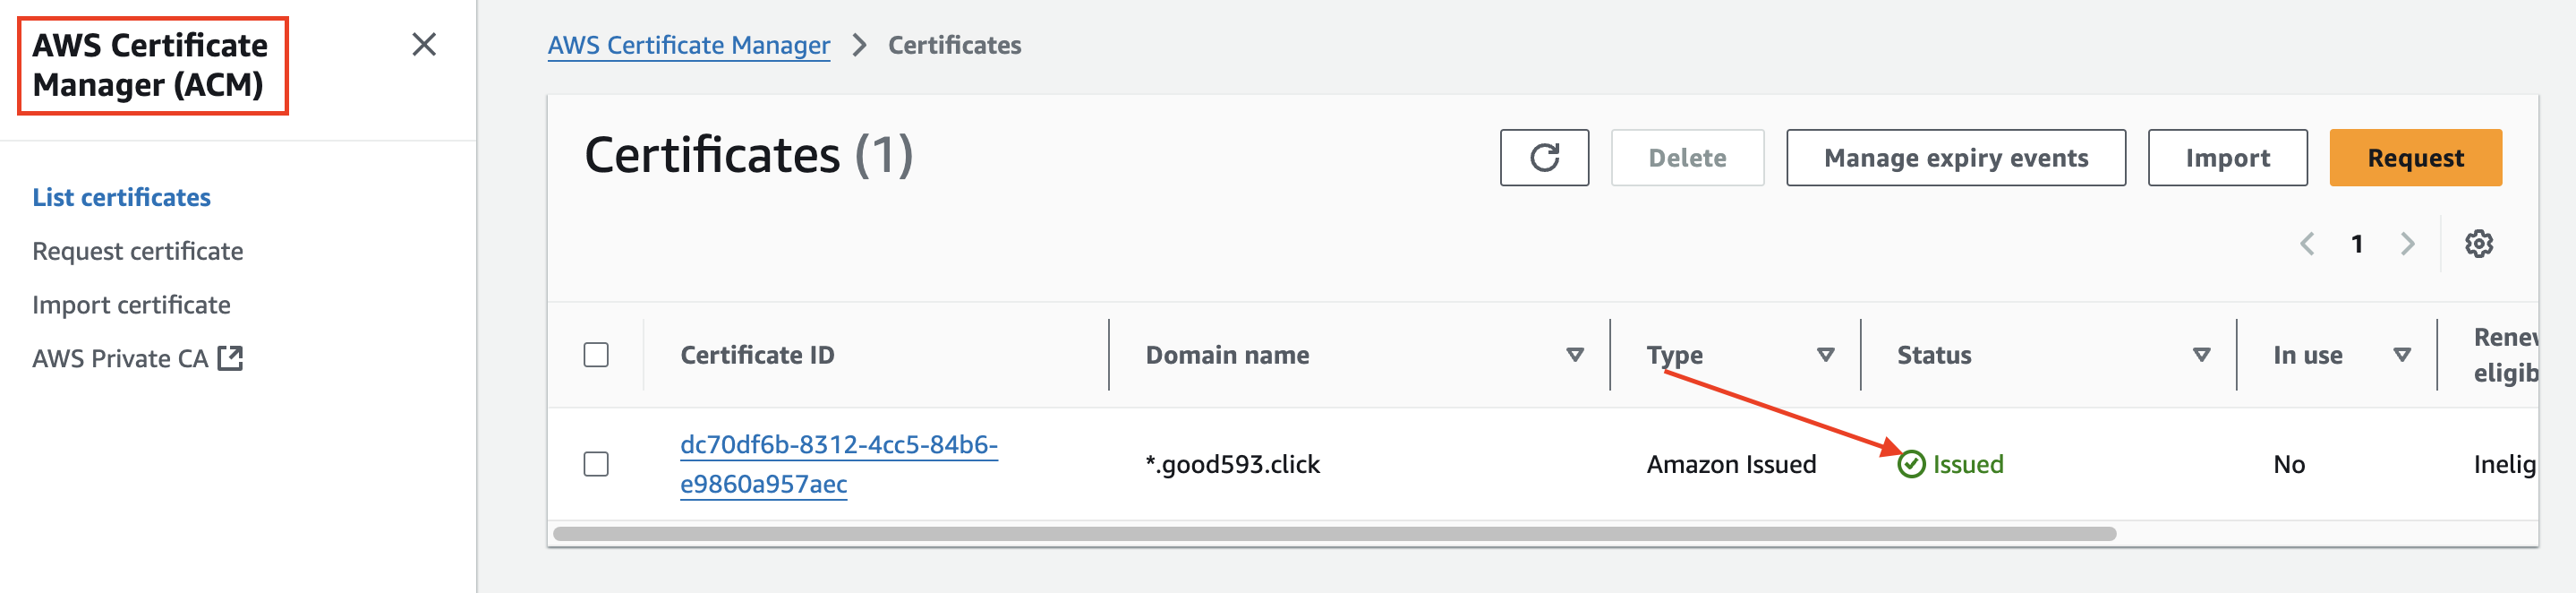 AWS Certificate
Manager (ACM)
List certificates
Request certificate
Import certificate
AWS Private CA
AWS Certificate Manager > Certificates
Certificates (1)
Delete
Manage expiry events
Import
Request
1
Certificate ID
Domain name
Type
Status
In use
Renew
eligib
dc70df6b-8312-4cc5-84b6-
e9860a957aec
*.good593.click
Amazon Issued
Issued
No
Inelig